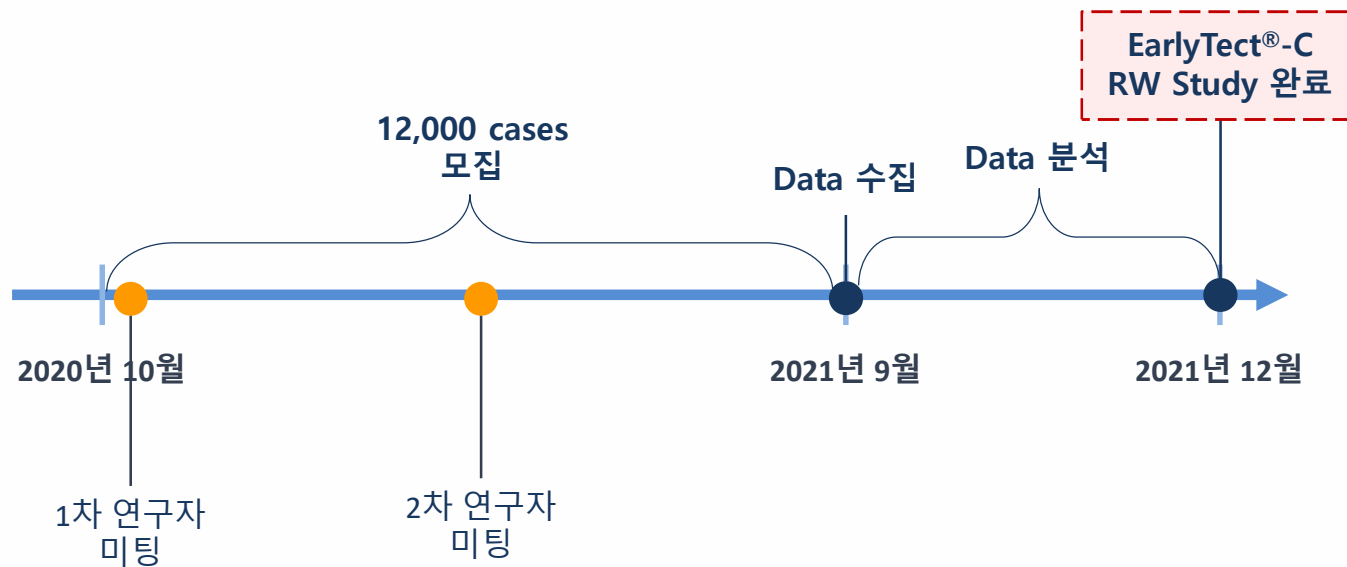 EarlyTect®-C
RW Study 완료
12,000 cases
모집
Data 수집
Data 분석
2020년 10월
2021년 9월
2021년 12월
1차 연구자
미팅
2차 연구자
미팅